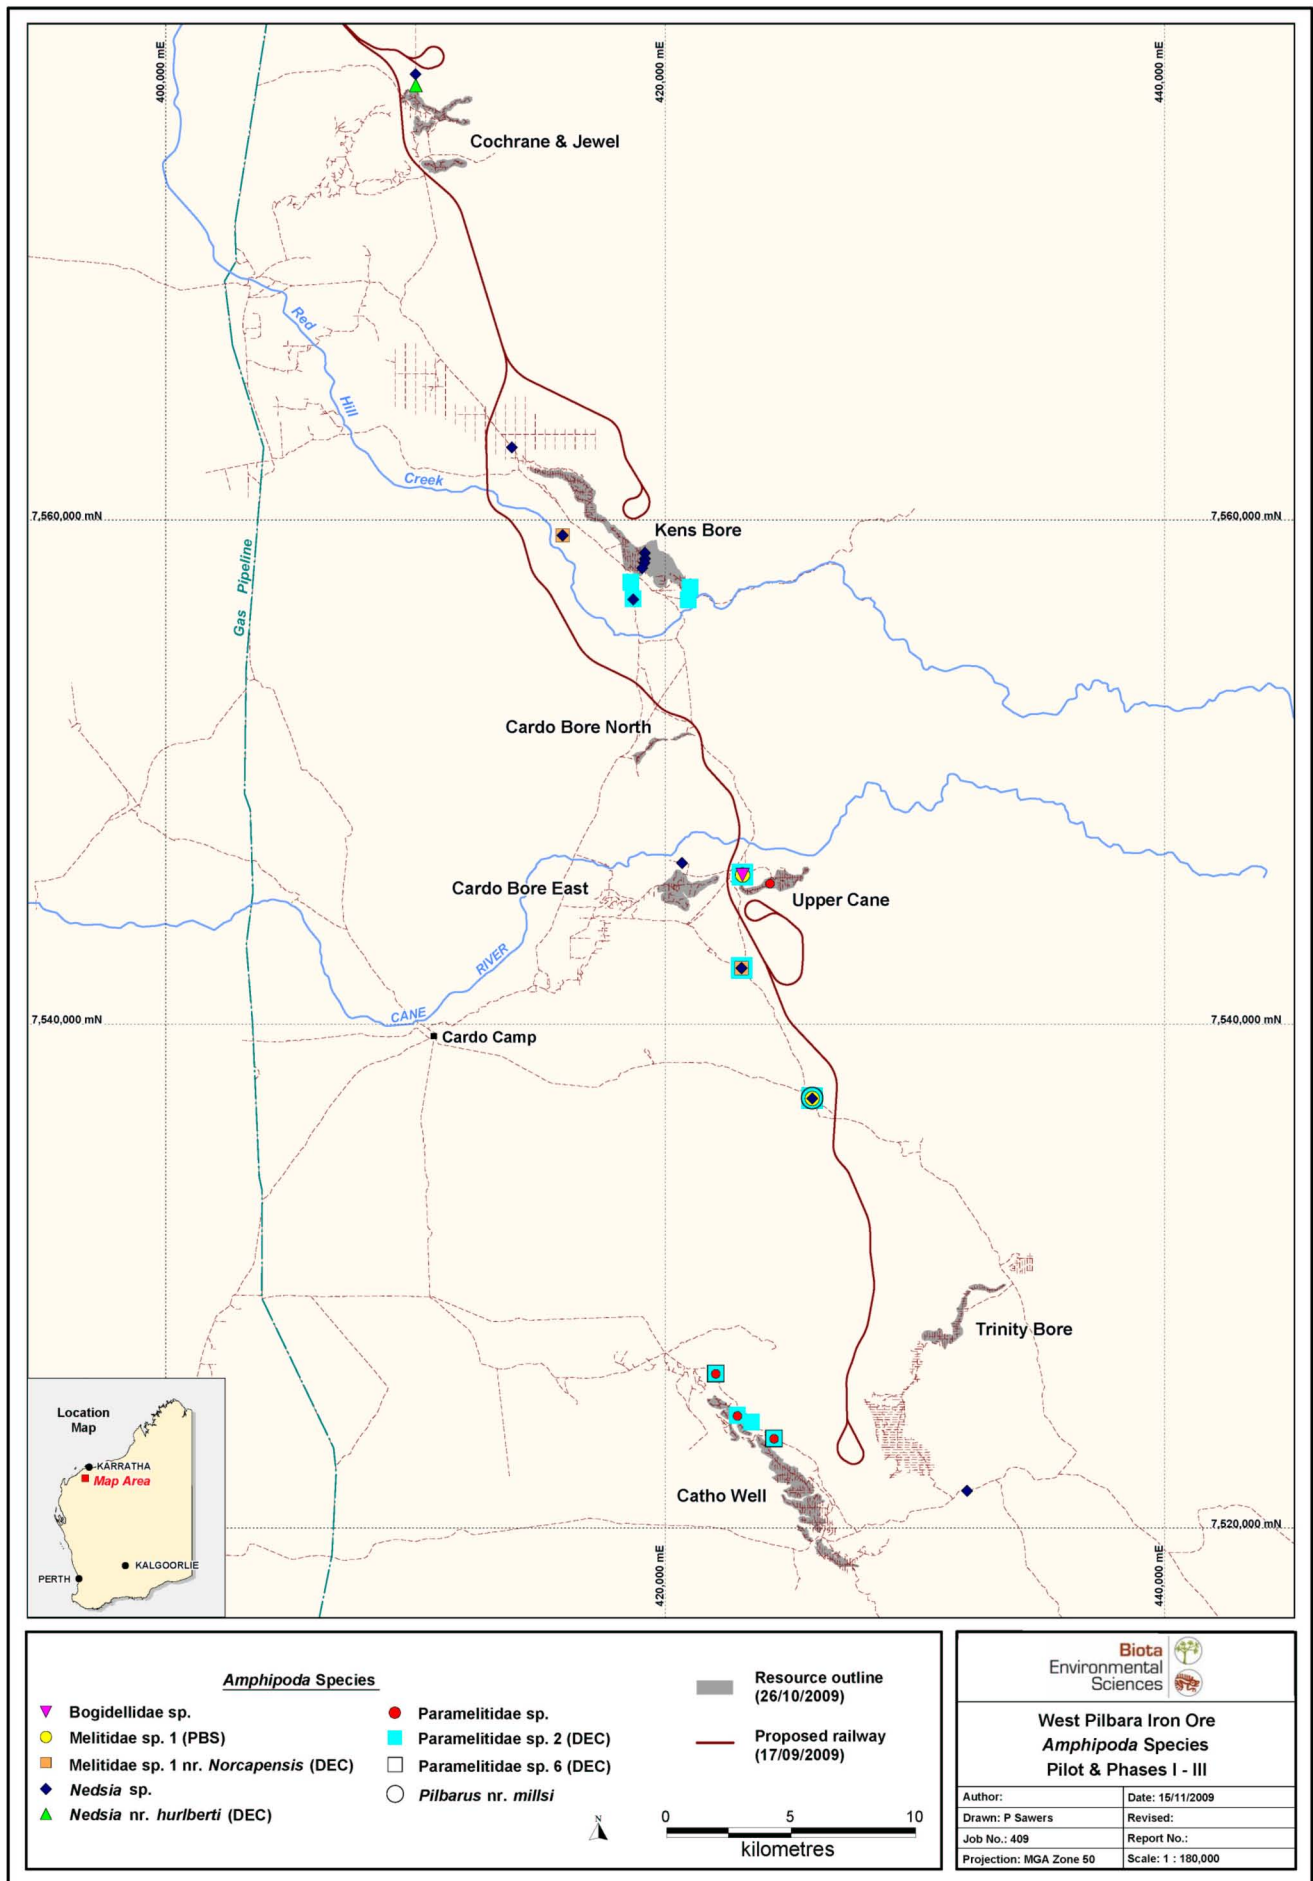 400,000 mE
420,000 mE
440,000 mE
Cochrane & Jewel
Red
Hill
Creek
7,560,000 mN
7,560,000 mN
Kens Bore
Gas Pipeline
Cardo Bore North
Cardo Bore East
Upper Cane
RIVER
CANE
7,540,000 mN
7,540,000 mN
Cardo Camp
Trinity Bore
Catho Well
7,520,000 mN
420,000 mE
440,000 mE
Location
Map
KARRATHA
Map Area
KALGOORLIE
PERTH
Amphipoda Species
Bogidellidae sp.
Melitidae sp. 1 (PBS)
Melitidae sp. 1 nr. Norcapensis (DEC)
Nedsia sp.
Nedsia nr. hurlberti (DEC)
Paramelitidae sp.
Paramelitidae sp. 2 (DEC)
Paramelitidae sp. 6 (DEC)
Pilbarus nr. millsi
Resource outline
(26/10/2009)
Proposed railway
(17/09/2009)
N
0 5 10
kilometres
Biota
Environmental
Sciences
West Pilbara Iron Ore
Amphipoda Species
Pilot & Phases I - III
Author: Date: 15/11/2009
Drawn: P Sawers Revised:
Job No.: 409 Report No.:
Projection: MGA Zone 50 Scale: 1 : 180,000